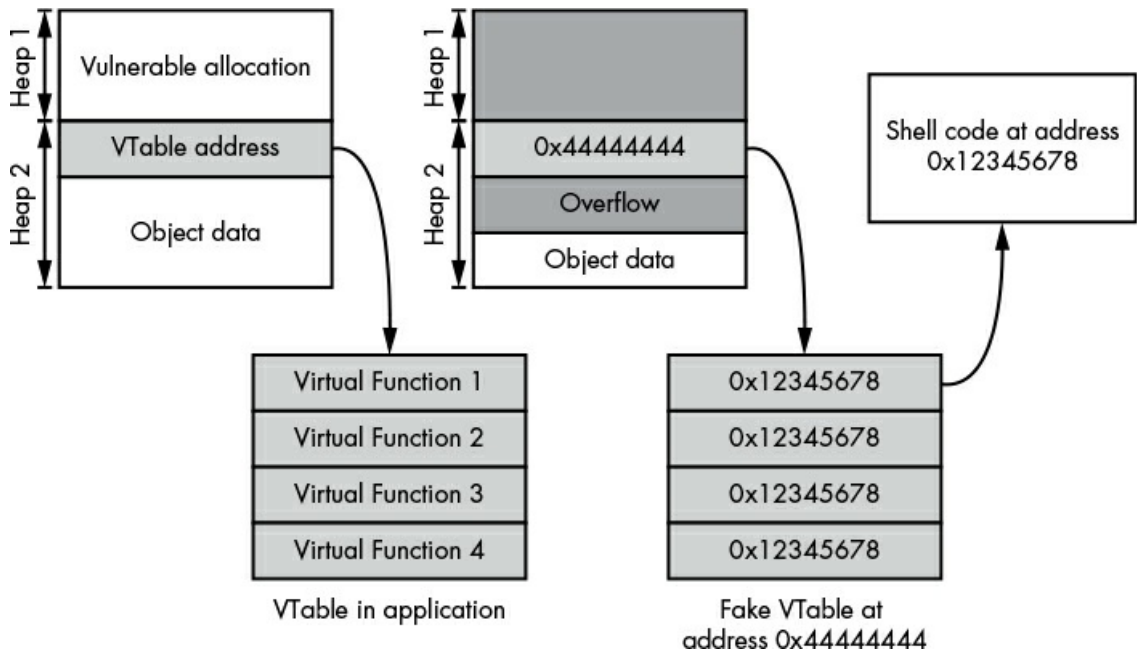 Heap 1
Vulnerable allocation
Heap 2
VTable address
Object data
Heap 1
Heap 2
0x44444444
Overflow
Object data
Shell code at address
0x12345678
Virtual Function 1
Virtual Function 2
Virtual Function 3
Virtual Function 4
VTable in application
0x12345678
0x12345678
0x12345678
0x12345678
Fake VTable at
address 0x44444444